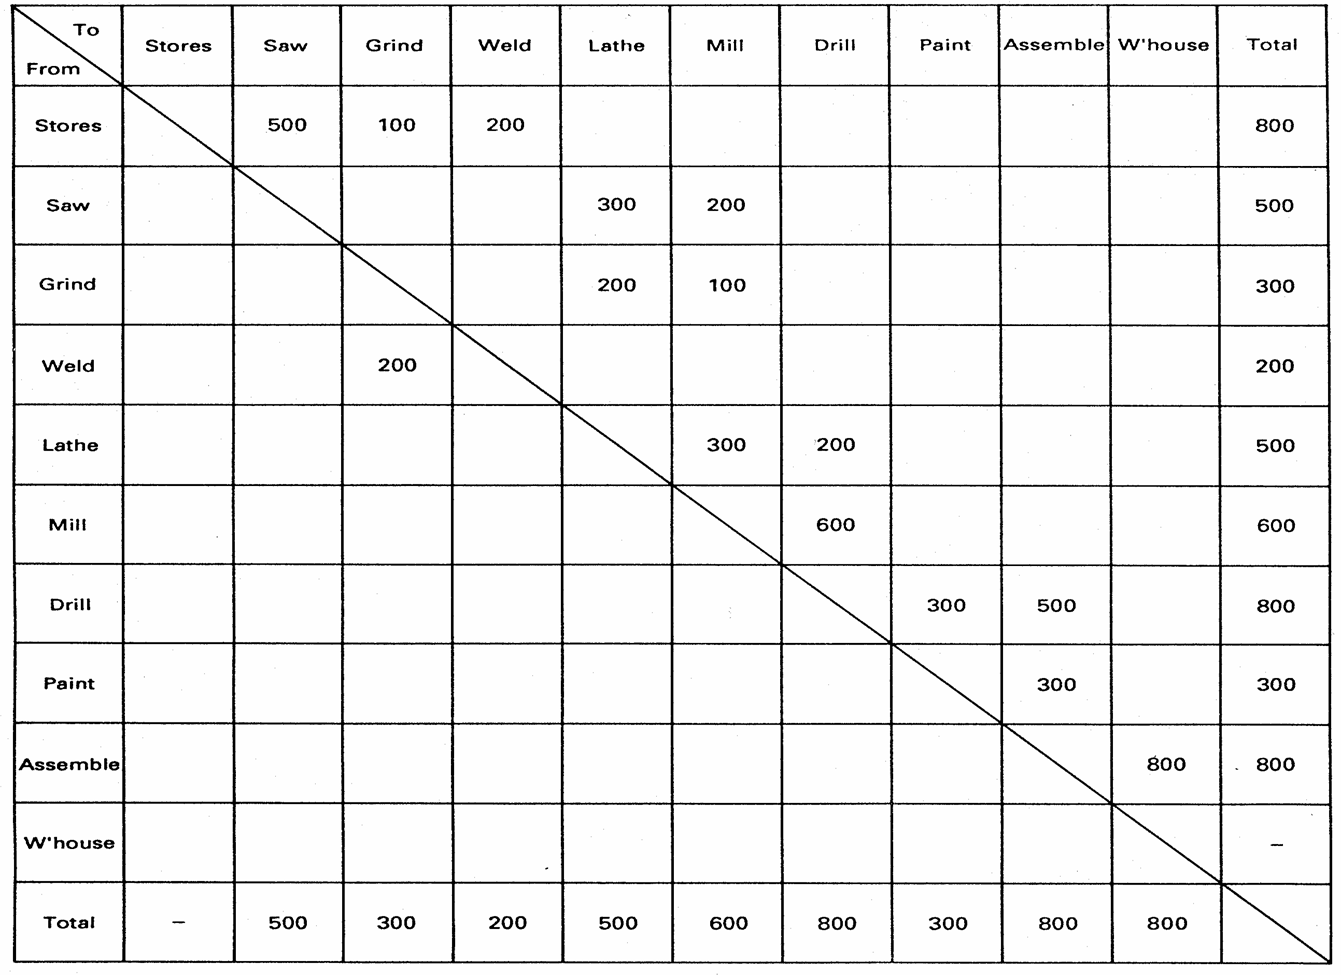 To
From
Stores Saw Grind Weld Lathe Mill Drill Paint Assemble W'house Total
Stores 500 100 200 800
Saw 300 200 500
Grind 200 100 300
Weld 200 200
Lathe 300 200 500
Mill 600 600
Drill 300 500 800
Paint 300 300
Assemble 800 800
W'house –
Total – 500 300 200 500 600 800 300 800 800